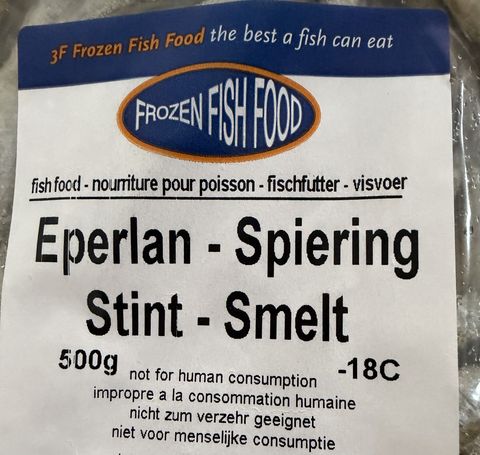 3F Frozen Fish Food the best a fish can eat
FROZEN FISH FOOD
fish food - nourriture pour poisson - fischfutter - visvoer
Eperlan - Spiering
Stint - Smelt
500g not for human consumption -18C
impropre a la consommation humaine
nicht zum verzehr geeignet
niet voor menselijke consumptie